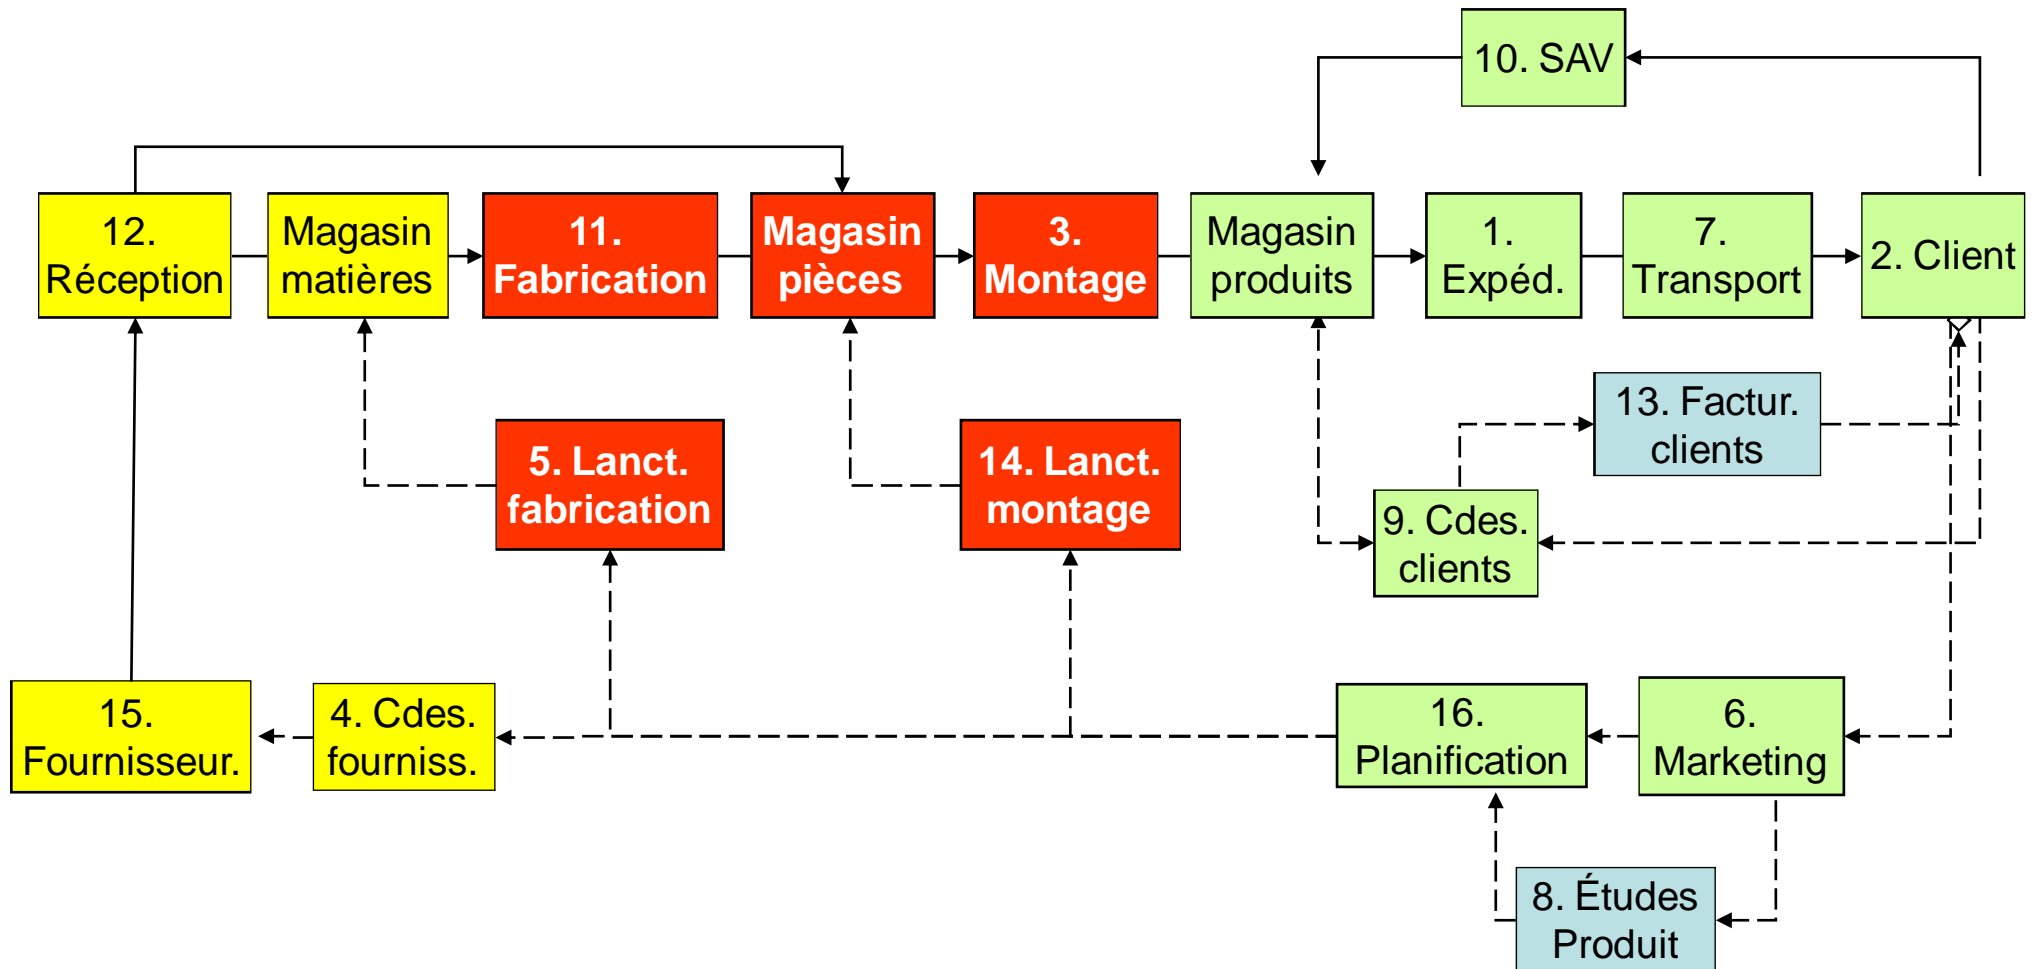 10. SAV
12.
Réception
Magasin
matières
11.
Fabrication
Magasin
pièces
3.
Montage
Magasin
produits
1.
Expéd.
7.
Transport
2. Client
13. Factur.
clients
5. Lanct.
fabrication
14. Lanct.
montage
9. Cdes.
clients
15.
Fournisseur.
4. Cdes.
fourniss.
16.
Planification
6.
Marketing
8. Études
Produit